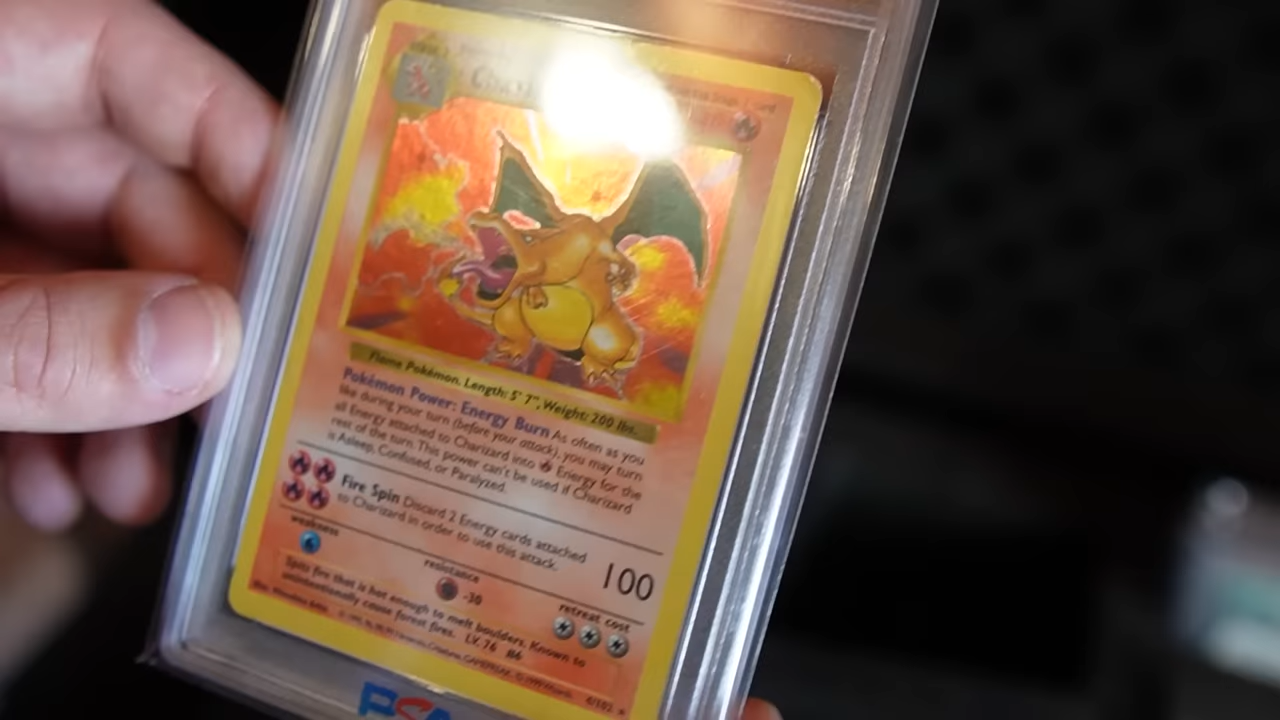 Flame Pokémon. Length: 5' 7", Weight: 200 lbs.
Pokémon Power: Energy Burn As often as you
like during your turn (before your attack), you may turn
all Energy attached to Charizard into Energy for the
rest of the turn. This power can't be used if Charizard
is Asleep, Confused, or Paralyzed.
Fire Spin Discard 2 Energy cards attached
to Charizard in order to use this attack.
100
weakness
resistance
-30
retreat cost
Spits fire that is hot enough to melt boulders. Known to
unintentionally cause forest fires. LV. 76 #6
4/102
PSA